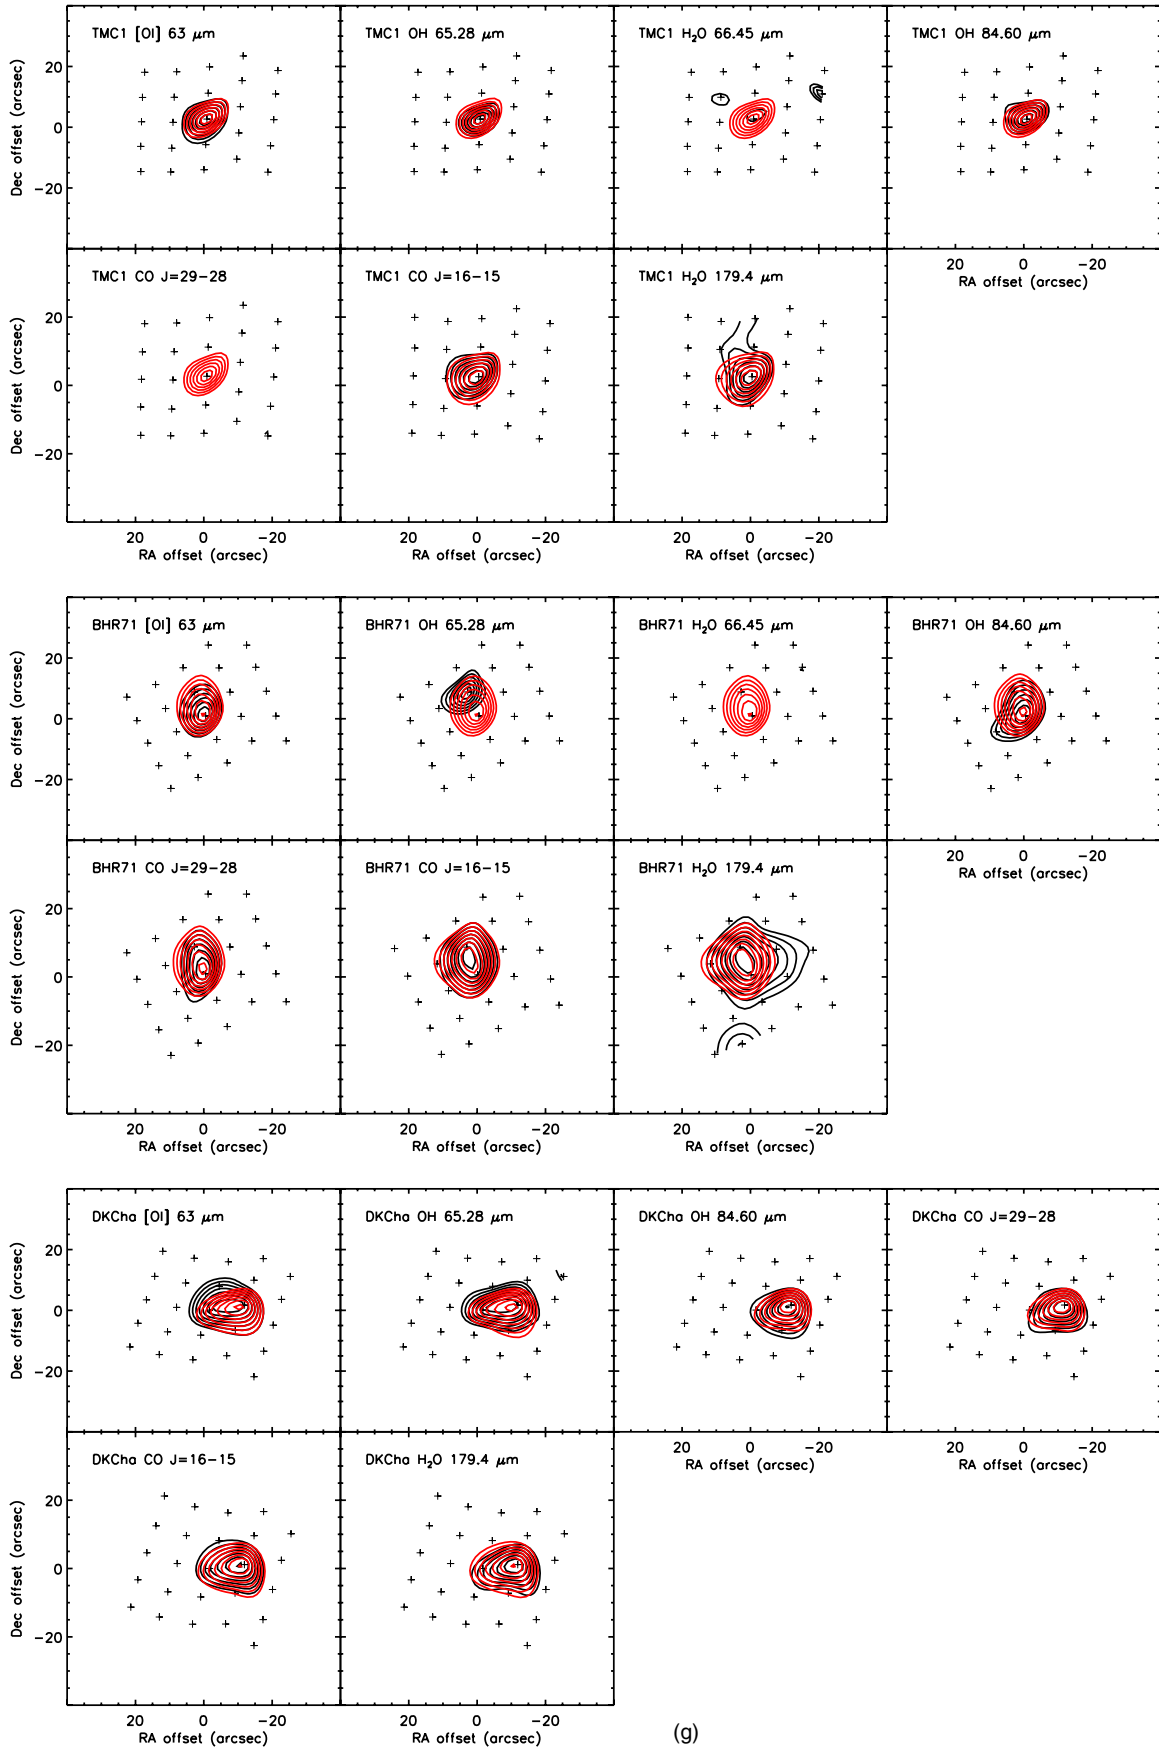 TMC1 [OI] 63 μm
TMC1 OH 65.28 μm
TMC1 H₂O 66.45 μm
TMC1 OH 84.60 μm
Dec offset (arcsec)
20
0
−20
TMC1 CO J=29−28
TMC1 CO J=16−15
TMC1 H₂O 179.4 μm
20 0 −20
RA offset (arcsec)
Dec offset (arcsec)
20
0
−20
20 0 −20
20 0 −20
20 0 −20
RA offset (arcsec)
RA offset (arcsec)
RA offset (arcsec)
BHR71 [OI] 63 μm
BHR71 OH 65.28 μm
BHR71 H₂O 66.45 μm
BHR71 OH 84.60 μm
Dec offset (arcsec)
20
0
−20
BHR71 CO J=29−28
BHR71 CO J=16−15
BHR71 H₂O 179.4 μm
20 0 −20
RA offset (arcsec)
Dec offset (arcsec)
20
0
−20
20 0 −20
20 0 −20
20 0 −20
RA offset (arcsec)
RA offset (arcsec)
RA offset (arcsec)
DKCha [OI] 63 μm
DKCha OH 65.28 μm
DKCha OH 84.60 μm
DKCha CO J=29−28
Dec offset (arcsec)
20
0
−20
DKCha CO J=16−15
DKCha H₂O 179.4 μm
20 0 −20
20 0 −20
RA offset (arcsec)
RA offset (arcsec)
Dec offset (arcsec)
20
0
−20
20 0 −20
20 0 −20
RA offset (arcsec)
RA offset (arcsec)
(g)